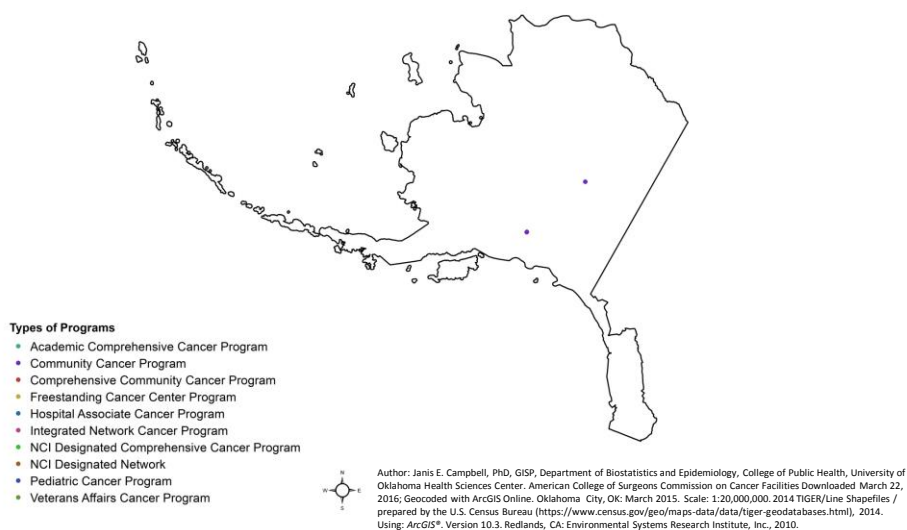 Types of Programs
Academic Comprehensive Cancer Program
Community Cancer Program
Comprehensive Community Cancer Program
Freestanding Cancer Center Program
Hospital Associate Cancer Program
Integrated Network Cancer Program
NCI Designated Comprehensive Cancer Program
NCI Designated Network
Pediatric Cancer Program
Veterans Affairs Cancer Program
N
W E
S
Author: Janis E. Campbell, PhD, GISP, Department of Biostatistics and Epidemiology, College of Public Health, University of
Oklahoma Health Sciences Center. American College of Surgeons Commission on Cancer Facilities Downloaded March 22,
2016; Geocoded with ArcGIS Online. Oklahoma City, OK: March 2015. Scale: 1:20,000,000. 2014 TIGER/Line Shapefiles /
prepared by the U.S. Census Bureau (https://www.census.gov/geo/maps-data/data/tiger-geodatabases.html), 2014.
Using: ArcGIS®. Version 10.3. Redlands, CA: Environmental Systems Research Institute, Inc., 2010.